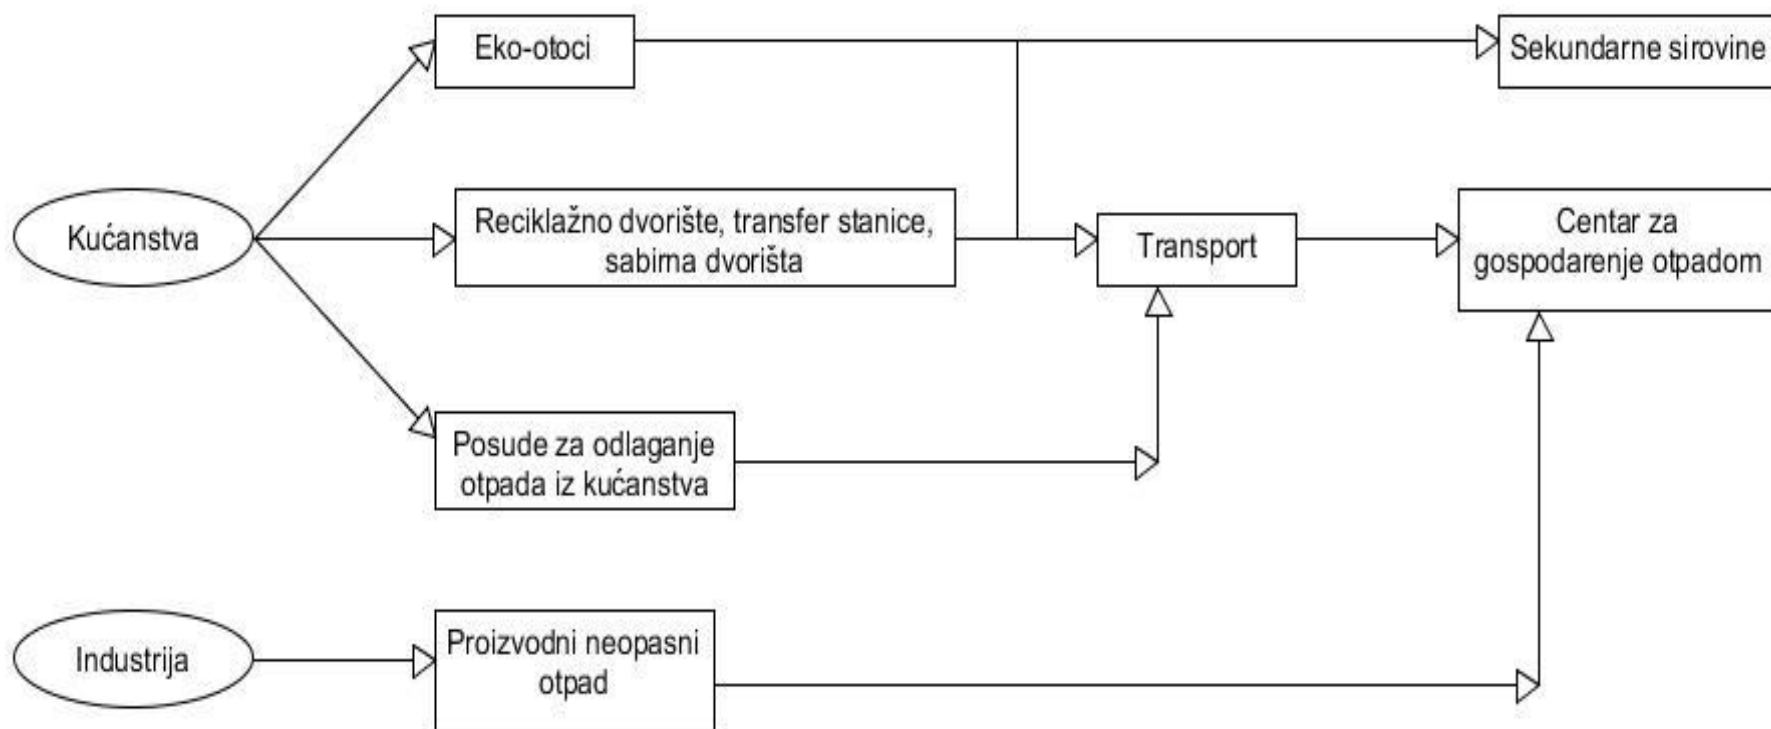 Eko-otoci
Sekundarne sirovine
Kućanstva
Reciklažno dvorište, transfer stanice,
sabirna dvorišta
Transport
Centar za
gospodarenje otpadom
Posude za odlaganje
otpada iz kućanstva
Industrija
Proizvodni neopasni
otpad